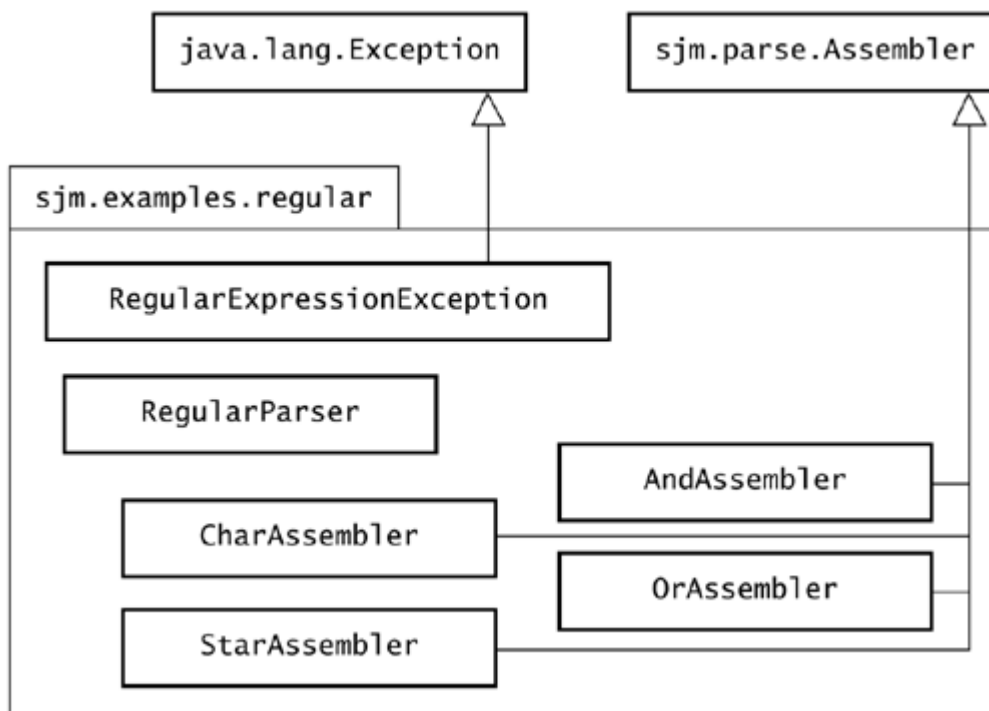 java.lang.Exception
sjm.parse.Assembler
sjm.examples.regular
RegularExpressionException
RegularParser
AndAssembler
CharAssembler
OrAssembler
StarAssembler